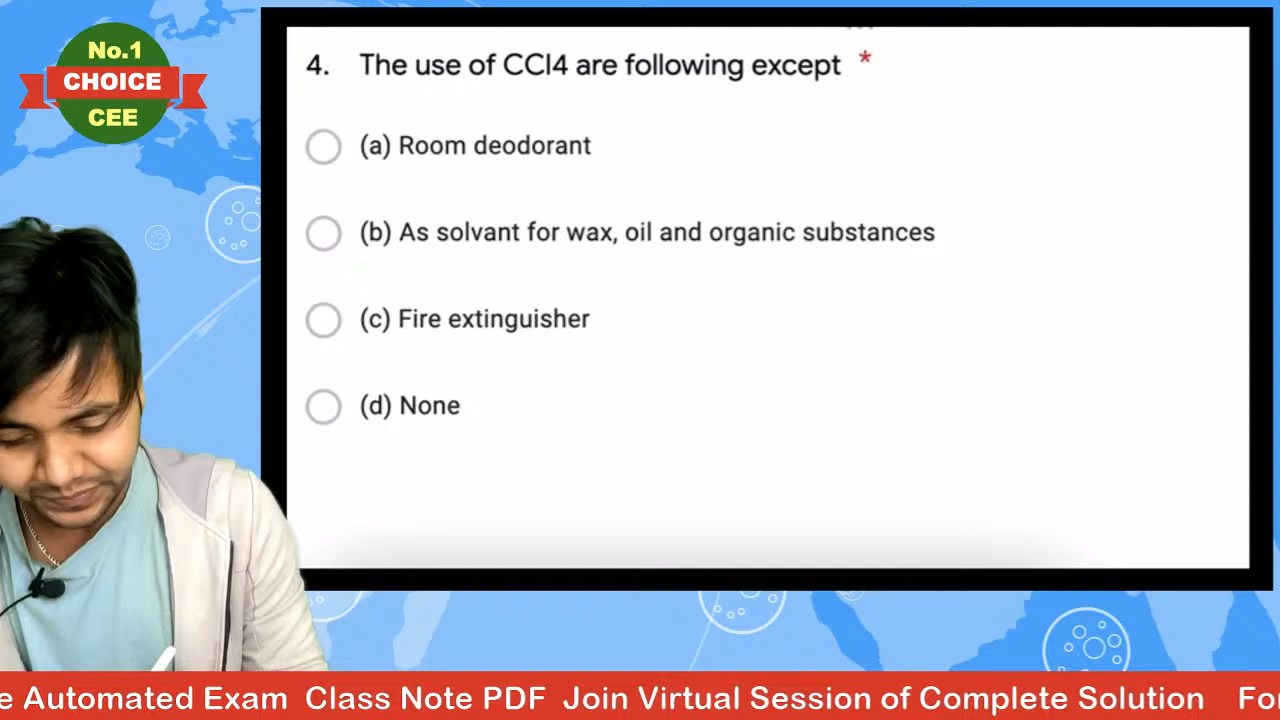 No.1
CHOICE
CEE
4. The use of CCl4 are following except *
(a) Room deodorant
(b) As solvant for wax, oil and organic substances
(c) Fire extinguisher
(d) None
e Automated Exam Class Note PDF Join Virtual Session of Complete Solution Fo